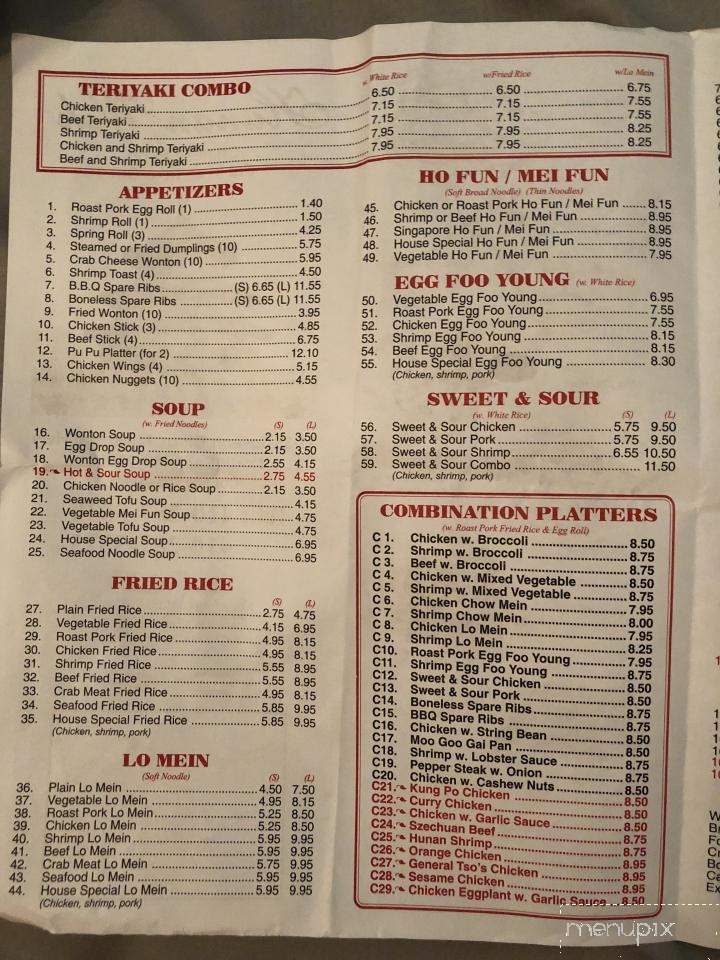 TERIYAKI COMBO
w. White Rice w/Fried Rice w/Lo Mein
Chicken Teriyaki 6.50 6.50 6.75
Beef Teriyaki 7.15 7.15 7.55
Shrimp Teriyaki 7.15 7.15 7.55
Chicken and Shrimp Teriyaki 7.95 7.95 8.25
Beef and Shrimp Teriyaki 7.95 7.95 8.25
APPETIZERS
1. Roast Pork Egg Roll (1) 1.40
2. Shrimp Roll (1) 1.50
3. Spring Roll (3) 4.25
4. Steamed or Fried Dumplings (10) 5.75
5. Crab Cheese Wonton (10) 5.95
6. Shrimp Toast (4) 4.50
7. B.B.Q Spare Ribs (S) 6.65 (L) 11.55
8. Boneless Spare Ribs (S) 6.65 (L) 11.55
9. Fried Wonton (10) 3.95
10. Chicken Stick (3) 4.85
11. Beef Stick (4) 6.75
12. Pu Pu Platter (for 2) 12.10
13. Chicken Wings (4) 5.15
14. Chicken Nuggets (10) 4.55
SOUP
(w. Fried Noodles) (S) (L)
16. Wonton Soup 2.15 3.50
17. Egg Drop Soup 2.15 3.50
18. Wonton Egg Drop Soup 2.55 4.15
19. Hot & Sour Soup 2.75 4.55
20. Chicken Noodle or Rice Soup 2.15 3.50
21. Seaweed Tofu Soup 4.15
22. Vegetable Mei Fun Soup 4.75
23. Vegetable Tofu Soup 4.75
24. House Special Soup 6.95
25. Seafood Noodle Soup 6.95
FRIED RICE
(S) (L)
27. Plain Fried Rice 2.75 4.75
28. Vegetable Fried Rice 4.15 6.95
29. Roast Pork Fried Rice 4.95 8.15
30. Chicken Fried Rice 4.95 8.15
31. Shrimp Fried Rice 5.55 8.95
32. Beef Fried Rice 5.55 8.95
33. Crab Meat Fried Rice 4.95 8.15
34. Seafood Fried Rice 5.85 9.95
35. House Special Fried Rice 5.85 9.95
(Chicken, shrimp, pork)
LO MEIN
(Soft Noodle) (S) (L)
36. Plain Lo Mein 4.50 7.50
37. Vegetable Lo Mein 4.95 8.15
38. Roast Pork Lo Mein 5.25 8.50
39. Chicken Lo Mein 5.25 8.50
40. Shrimp Lo Mein 5.95 9.95
41. Beef Lo Mein 5.95 9.95
42. Crab Meat Lo Mein 5.75 9.95
43. Seafood Lo Mein 5.95 9.95
44. House Special Lo Mein 5.95 9.95
(Chicken, shrimp, pork)
HO FUN / MEI FUN
(Soft Broad Noodle) (Thin Noodles)
45. Chicken or Roast Pork Ho Fun / Mei Fun 8.15
46. Shrimp or Beef Ho Fun / Mei Fun 8.95
47. Singapore Ho Fun / Mei Fun 8.95
48. House Special Ho Fun / Mei Fun 8.95
49. Vegetable Ho Fun / Mei Fun 7.95
EGG FOO YOUNG (w. White Rice)
50. Vegetable Egg Foo Young 6.95
51. Roast Pork Egg Foo Young 7.55
52. Chicken Egg Foo Young 7.55
53. Shrimp Egg Foo Young 8.15
54. Beef Egg Foo Young 8.15
55. House Special Egg Foo Young 8.30
(Chicken, shrimp, pork)
SWEET & SOUR
(w. White Rice) (S) (L)
56. Sweet & Sour Chicken 5.75 9.50
57. Sweet & Sour Pork 5.75 9.50
58. Sweet & Sour Shrimp 6.55 10.50
59. Sweet & Sour Combo 11.50
(Chicken, shrimp, pork)
COMBINATION PLATTERS
(w. Roast Pork Fried Rice & Egg Roll)
C 1. Chicken w. Broccoli 8.50
C 2. Shrimp w. Broccoli 8.75
C 3. Beef w. Broccoli 8.75
C 4. Chicken w. Mixed Vegetable 8.50
C 5. Shrimp w. Mixed Vegetable 8.75
C 6. Chicken Chow Mein 7.95
C 7. Shrimp Chow Mein 8.00
C 8. Chicken Lo Mein 7.95
C 9. Shrimp Lo Mein 8.25
C10. Roast Pork Egg Foo Young 7.95
C11. Shrimp Egg Foo Young 8.75
C12. Sweet & Sour Chicken 8.50
C13. Sweet & Sour Pork 8.50
C14. Boneless Spare Ribs 8.75
C15. BBQ Spare Ribs 8.75
C16. Chicken w. String Bean 8.50
C17. Moo Goo Gai Pan 8.50
C18. Shrimp w. Lobster Sauce 8.75
C19. Pepper Steak w. Onion 8.75
C20. Chicken w. Cashew Nuts 8.50
C21. Kung Po Chicken 8.50
C22. Curry Chicken 8.50
C23. Chicken w. Garlic Sauce 8.50
C24. Szechuan Beef 8.75
C25. Hunan Shrimp 8.75
C26. Orange Chicken 8.95
C27. General Tso's Chicken 8.95
C28. Sesame Chicken 8.95
C29. Chicken Eggplant w. Garlic Sauce 8.50
menupix